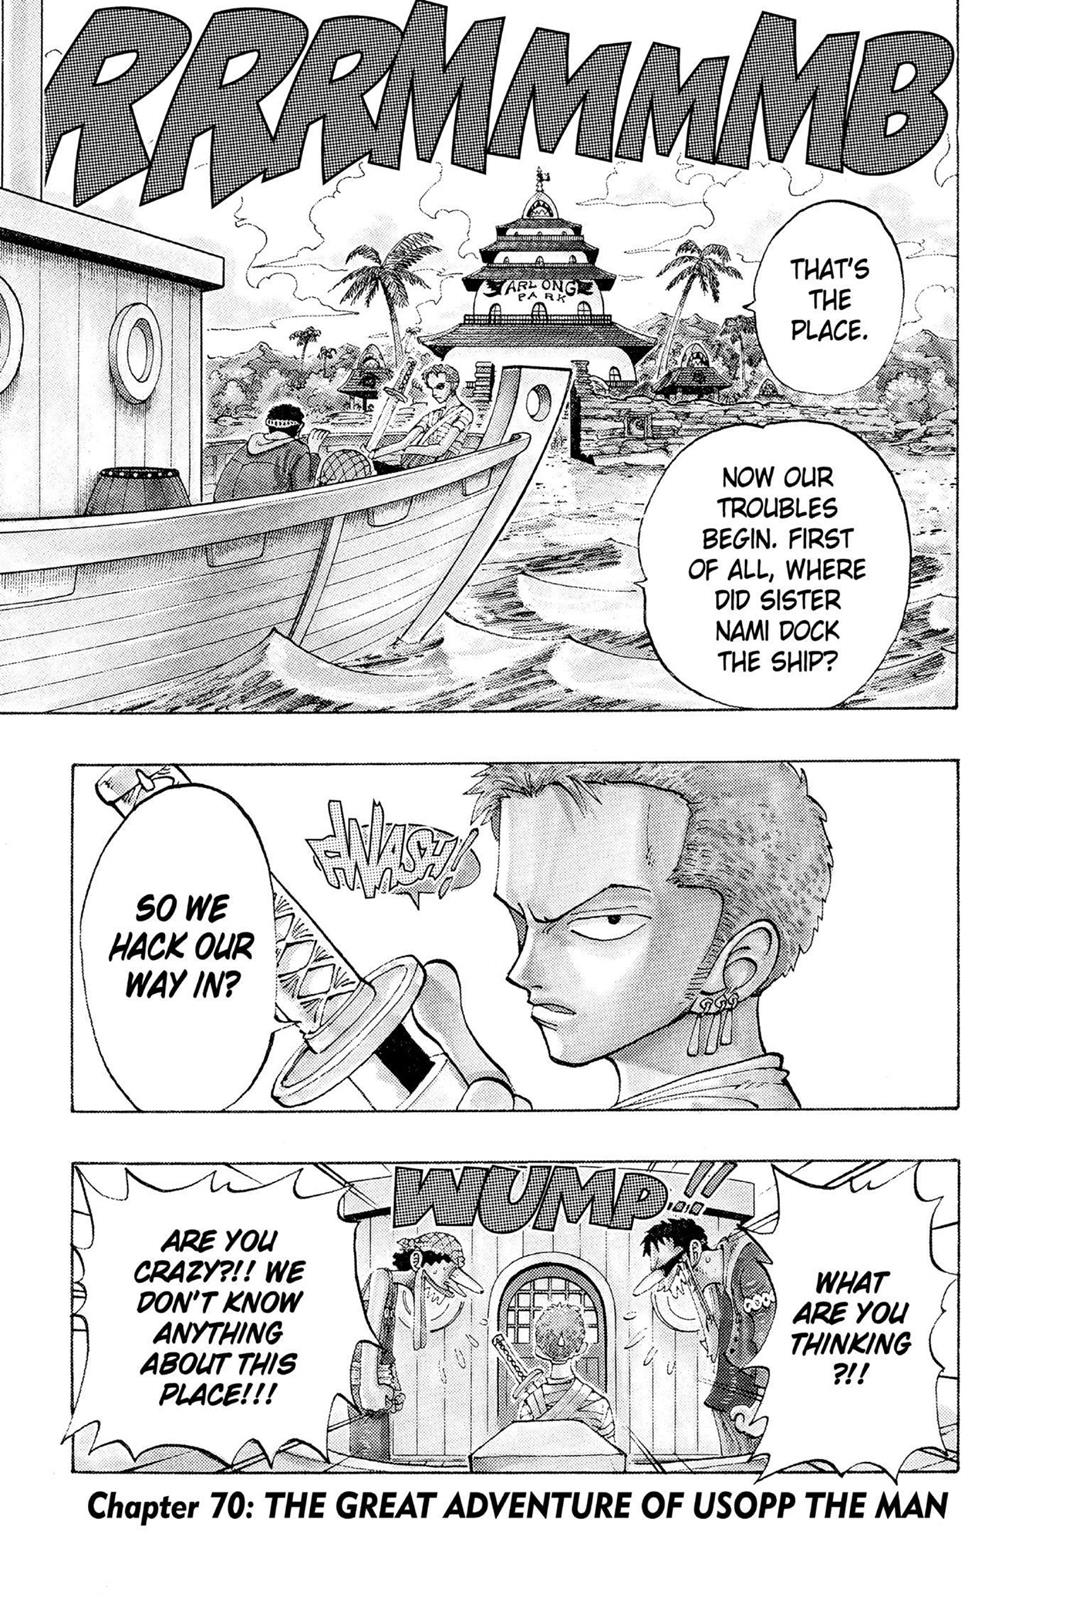 RRRRMMMMB
ARLONG
PARK
THAT'S
THE
PLACE.
NOW OUR
TROUBLES
BEGIN. FIRST
OF ALL, WHERE
DID SISTER
NAMI DOCK
THE SHIP?
FWASH!!
SO WE
HACK OUR
WAY IN?
WUMP!!
WHAT
ARE YOU
THINKING
?!!
ARE YOU
CRAZY?!! WE
DON'T KNOW
ANYTHING
ABOUT THIS
PLACE!!!
Chapter 70: THE GREAT ADVENTURE OF USOPP THE MAN